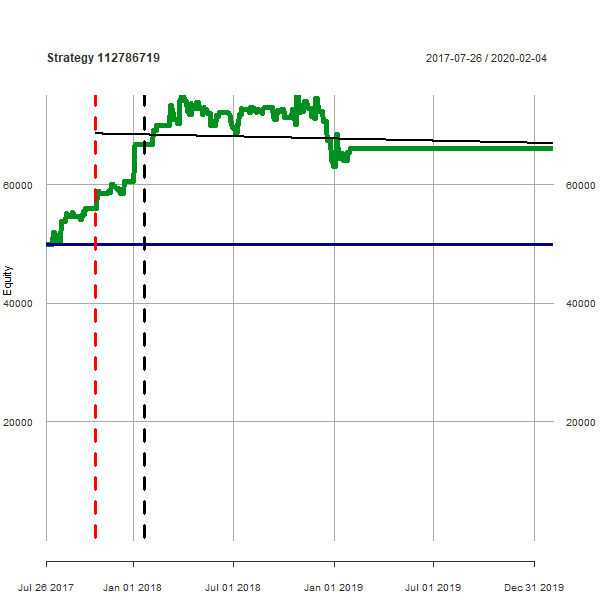 Strategy 112786719
2017-07-26 / 2020-02-04
60000
60000
Equity
40000
40000
20000
20000
Jul 26 2017
Jan 01 2018
Jul 01 2018
Jan 01 2019
Jul 01 2019
Dec 31 2019